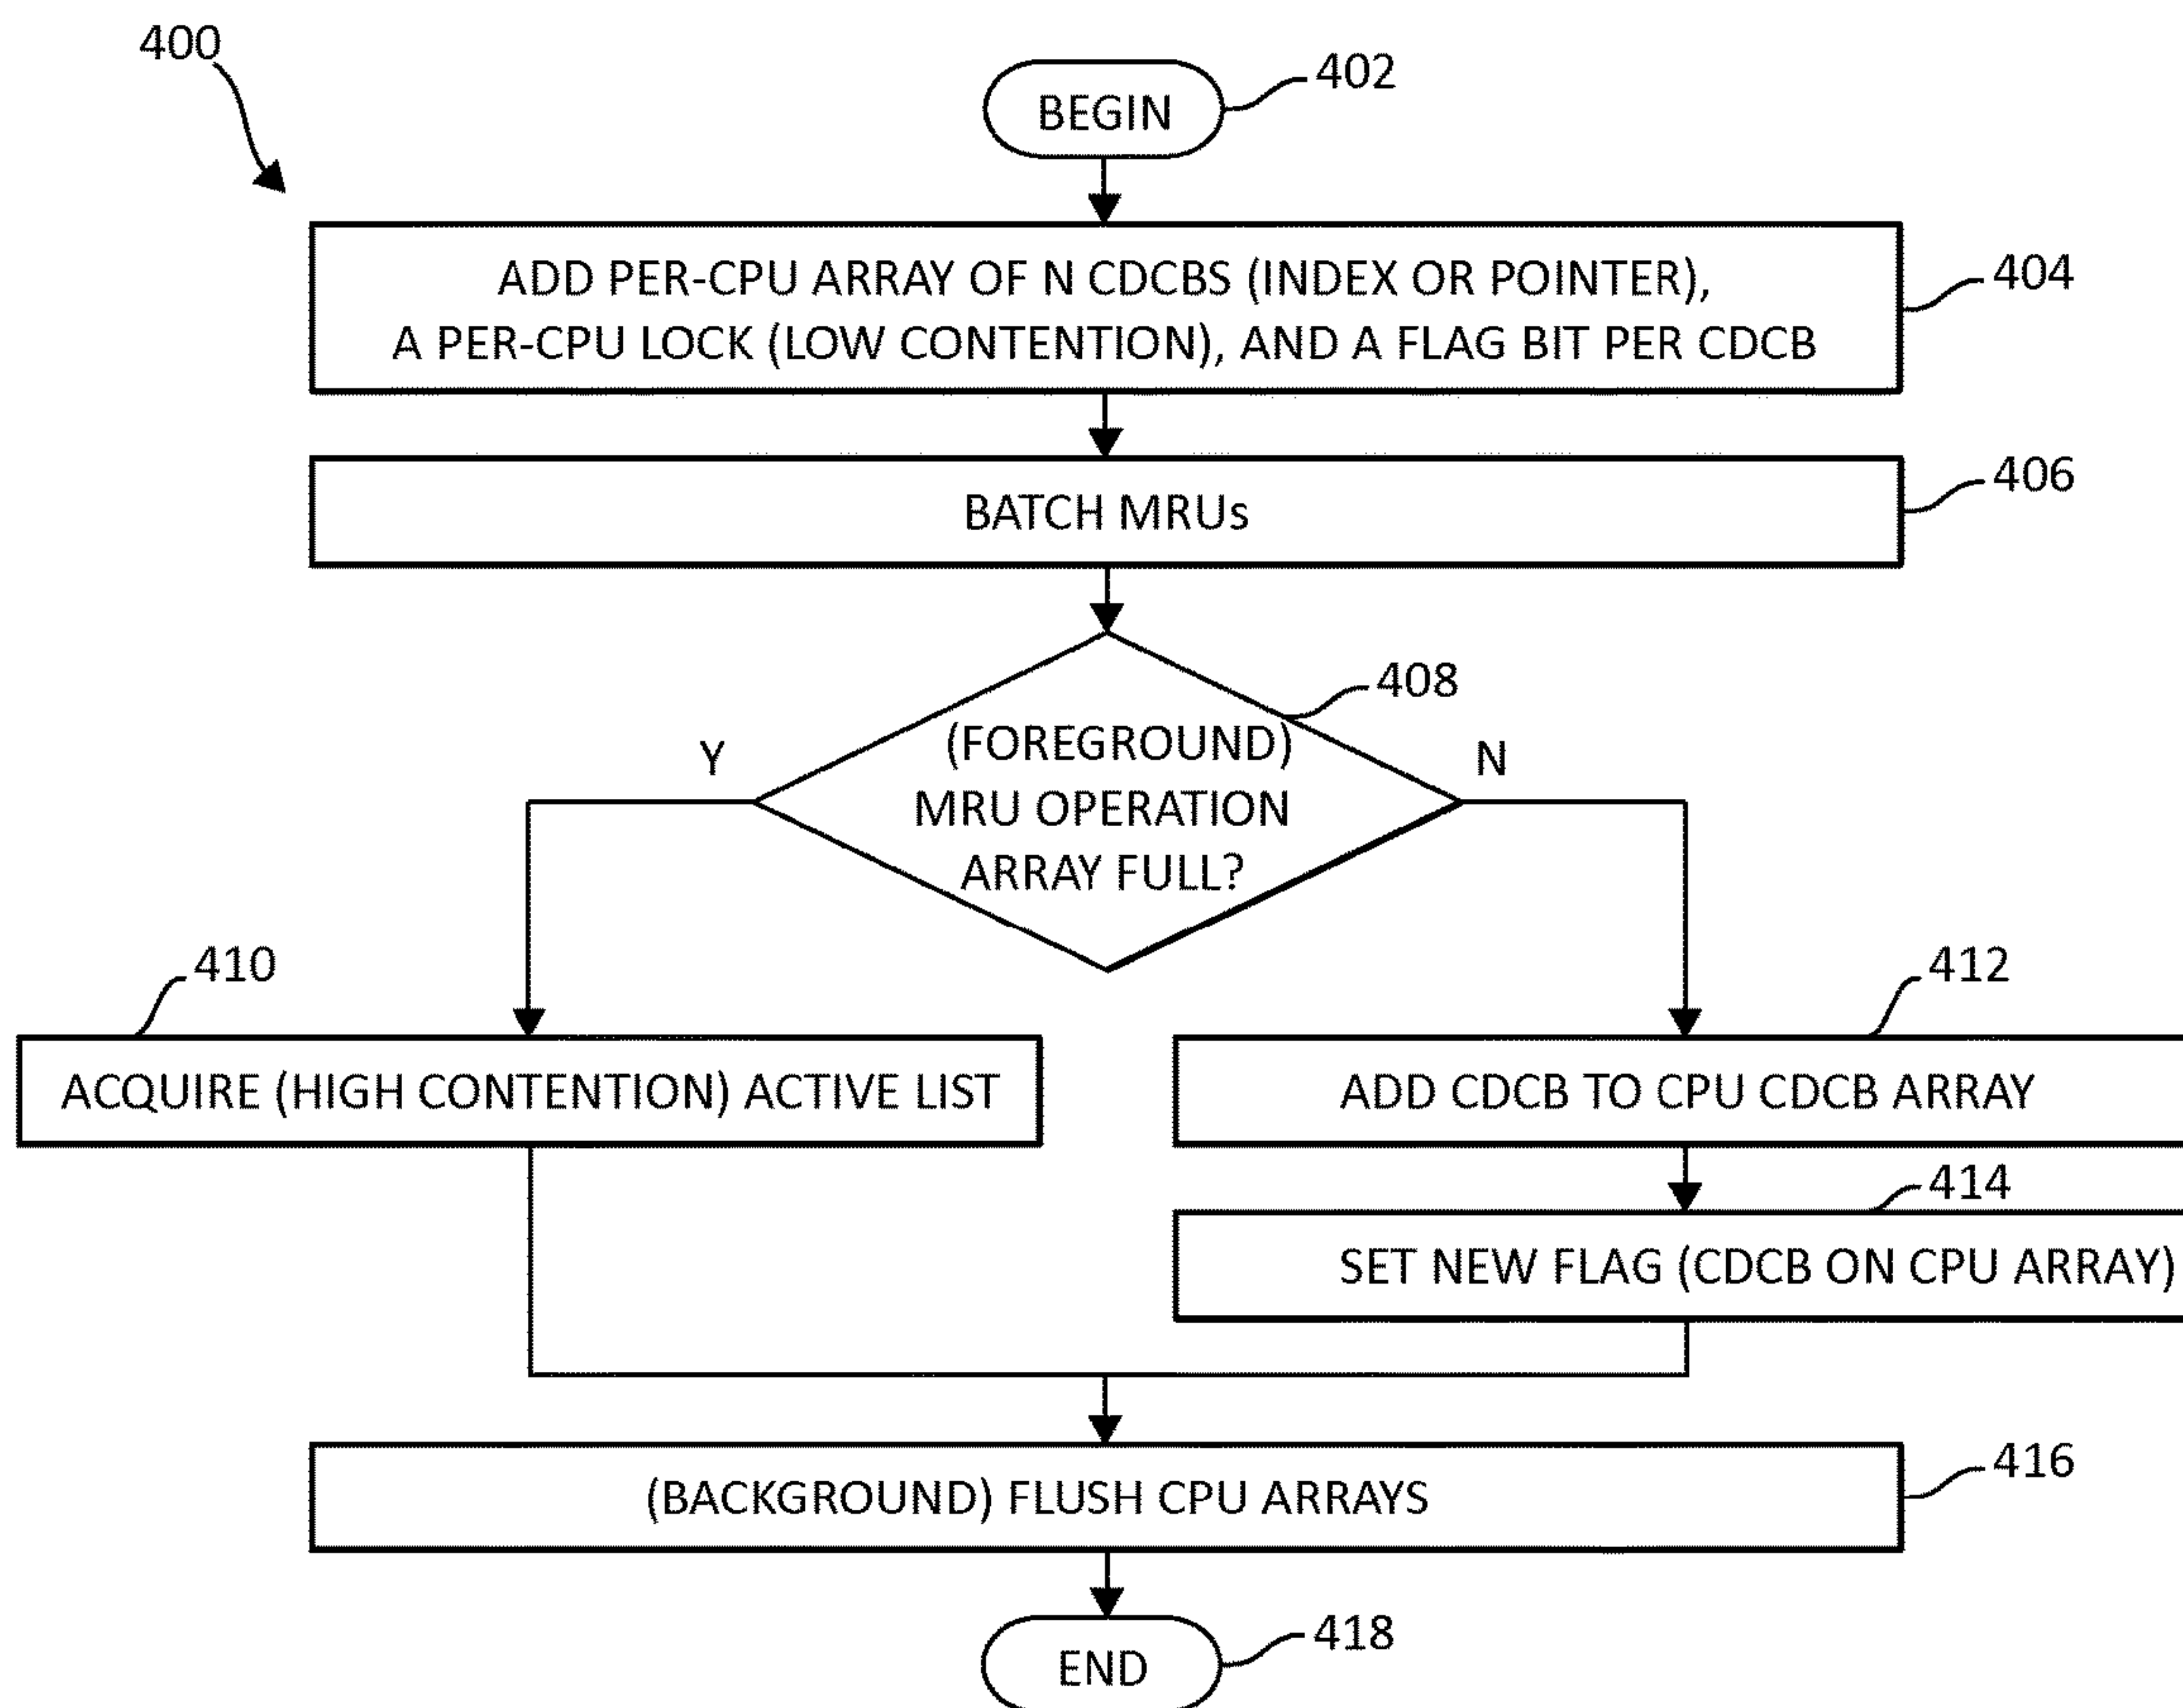 400
402
BEGIN
ADD PER-CPU ARRAY OF N CDCBS (INDEX OR POINTER),
A PER-CPU LOCK (LOW CONTENTION), AND A FLAG BIT PER CDCB
404
BATCH MRUs
406
408
(FOREGROUND)
MRU OPERATION
ARRAY FULL?
Y
N
410
ACQUIRE (HIGH CONTENTION) ACTIVE LIST
412
ADD CDCB TO CPU CDCB ARRAY
414
SET NEW FLAG (CDCB ON CPU ARRAY)
(BACKGROUND) FLUSH CPU ARRAYS
416
END
418